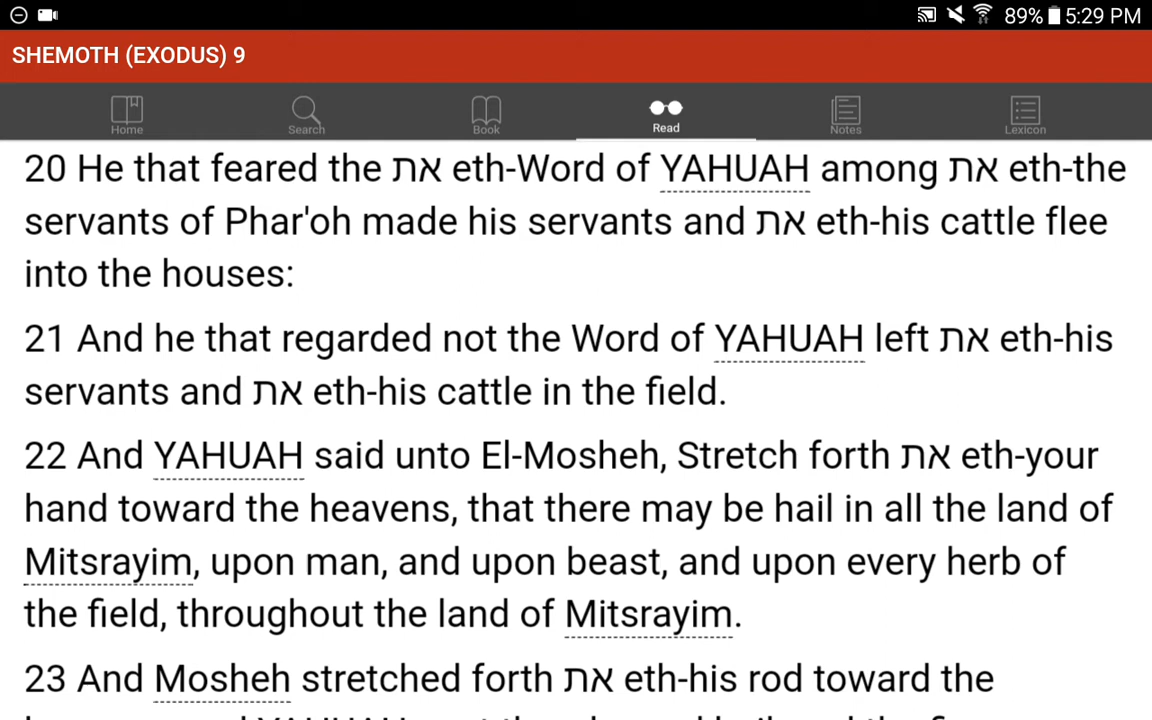 89% 5:29 PM
SHEMOTH (EXODUS) 9
Home Search Book Read Notes Lexicon
20 He that feared the את eth-Word of YAHUAH among את eth-the
servants of Phar'oh made his servants and את eth-his cattle flee
into the houses:
21 And he that regarded not the Word of YAHUAH left את eth-his
servants and את eth-his cattle in the field.
22 And YAHUAH said unto El-Mosheh, Stretch forth את eth-your
hand toward the heavens, that there may be hail in all the land of
Mitsrayim, upon man, and upon beast, and upon every herb of
the field, throughout the land of Mitsrayim.
23 And Mosheh stretched forth את eth-his rod toward the